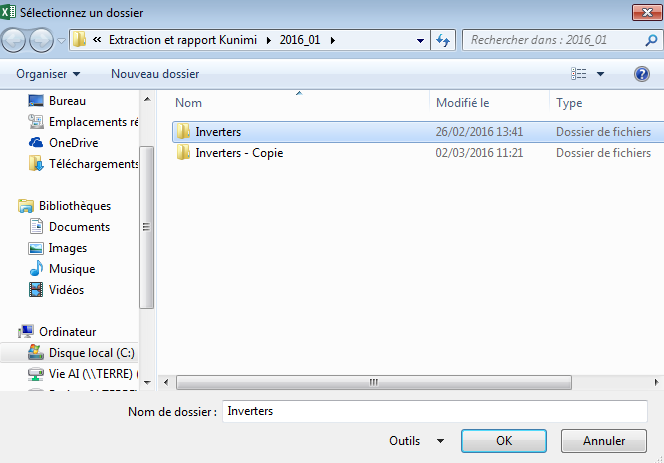 Sélectionnez un dossier
« Extraction et rapport Kunimi 2016_01
Rechercher dans : 2016_01
Organiser Nouveau dossier
Bureau
Emplacements ré
OneDrive
Téléchargements
Bibliothèques
Documents
Images
Musique
Vidéos
Ordinateur
Disque local (C:)
Vie AI (\\TERRE) (
Nom Modifié le Type
Inverters 26/02/2016 13:41 Dossier de fichiers
Inverters - Copie 02/03/2016 11:21 Dossier de fichiers
Nom de dossier : Inverters
Outils OK Annuler